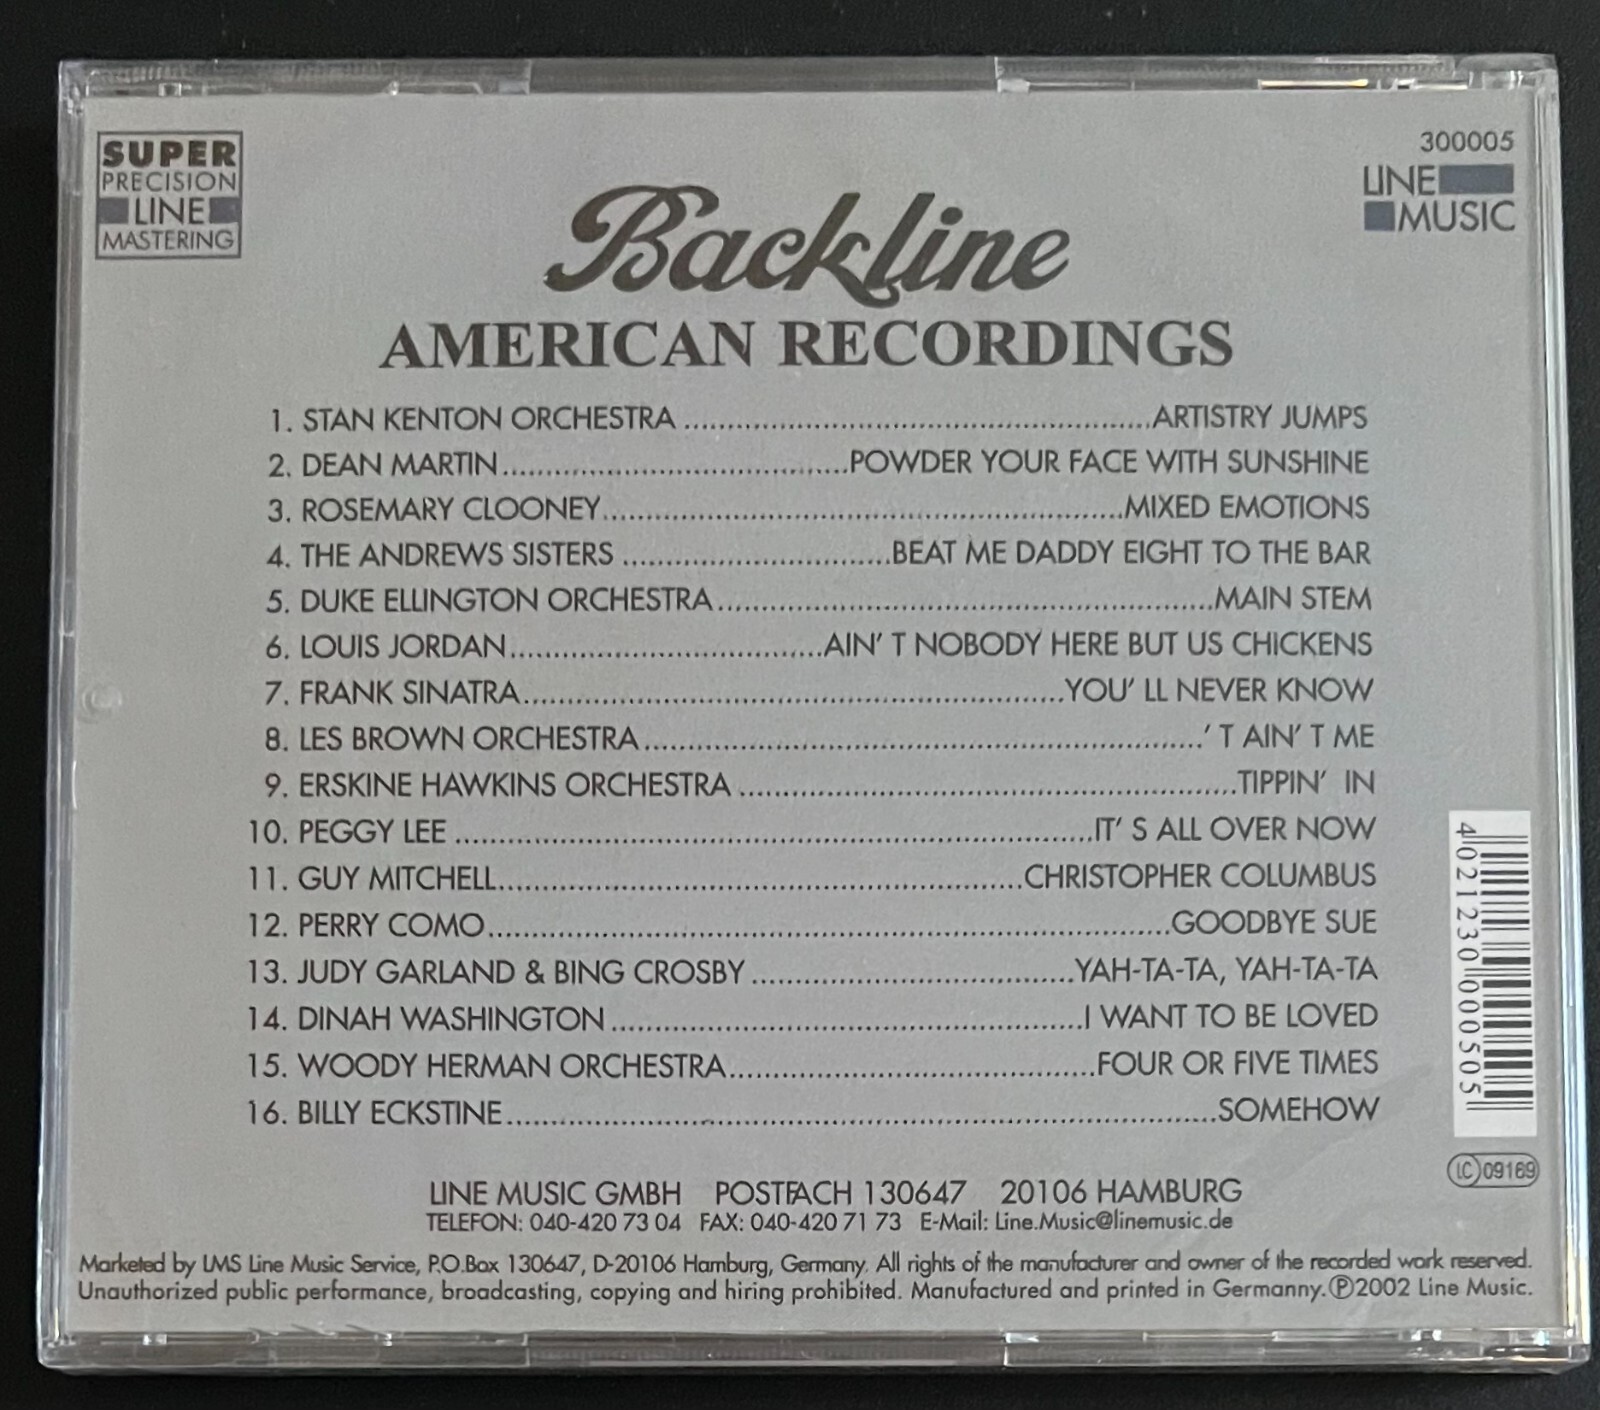 SUPER
PRECISION
LINE
MASTERING
300005
LINE
MUSIC
Backline
AMERICAN RECORDINGS
1. STAN KENTON ORCHESTRA ..... ARTISTRY JUMPS
2. DEAN MARTIN ..... POWDER YOUR FACE WITH SUNSHINE
3. ROSEMARY CLOONEY ..... MIXED EMOTIONS
4. THE ANDREWS SISTERS ..... BEAT ME DADDY EIGHT TO THE BAR
5. DUKE ELLINGTON ORCHESTRA ..... MAIN STEM
6. LOUIS JORDAN ..... AIN' T NOBODY HERE BUT US CHICKENS
7. FRANK SINATRA ..... YOU' LL NEVER KNOW
8. LES BROWN ORCHESTRA ..... ' T AIN' T ME
9. ERSKINE HAWKINS ORCHESTRA ..... TIPPIN' IN
10. PEGGY LEE ..... IT' S ALL OVER NOW
11. GUY MITCHELL ..... CHRISTOPHER COLUMBUS
12. PERRY COMO ..... GOODBYE SUE
13. JUDY GARLAND & BING CROSBY ..... YAH-TA-TA, YAH-TA-TA
14. DINAH WASHINGTON ..... I WANT TO BE LOVED
15. WOODY HERMAN ORCHESTRA ..... FOUR OR FIVE TIMES
16. BILLY ECKSTINE ..... SOMEHOW
4 021230 000505
LC 09169
LINE MUSIC GMBH POSTFACH 130647 20106 HAMBURG
TELEFON: 040-420 73 04 FAX: 040-420 71 73 E-Mail: Line.Music@linemusic.de
Marketed by LMS Line Music Service, P.O.Box 130647, D-20106 Hamburg, Germany. All rights of the manufacturer and owner of the recorded work reserved.
Unauthorized public performance, broadcasting, copying and hiring prohibited. Manufactured and printed in Germanny.Ⓟ2002 Line Music.